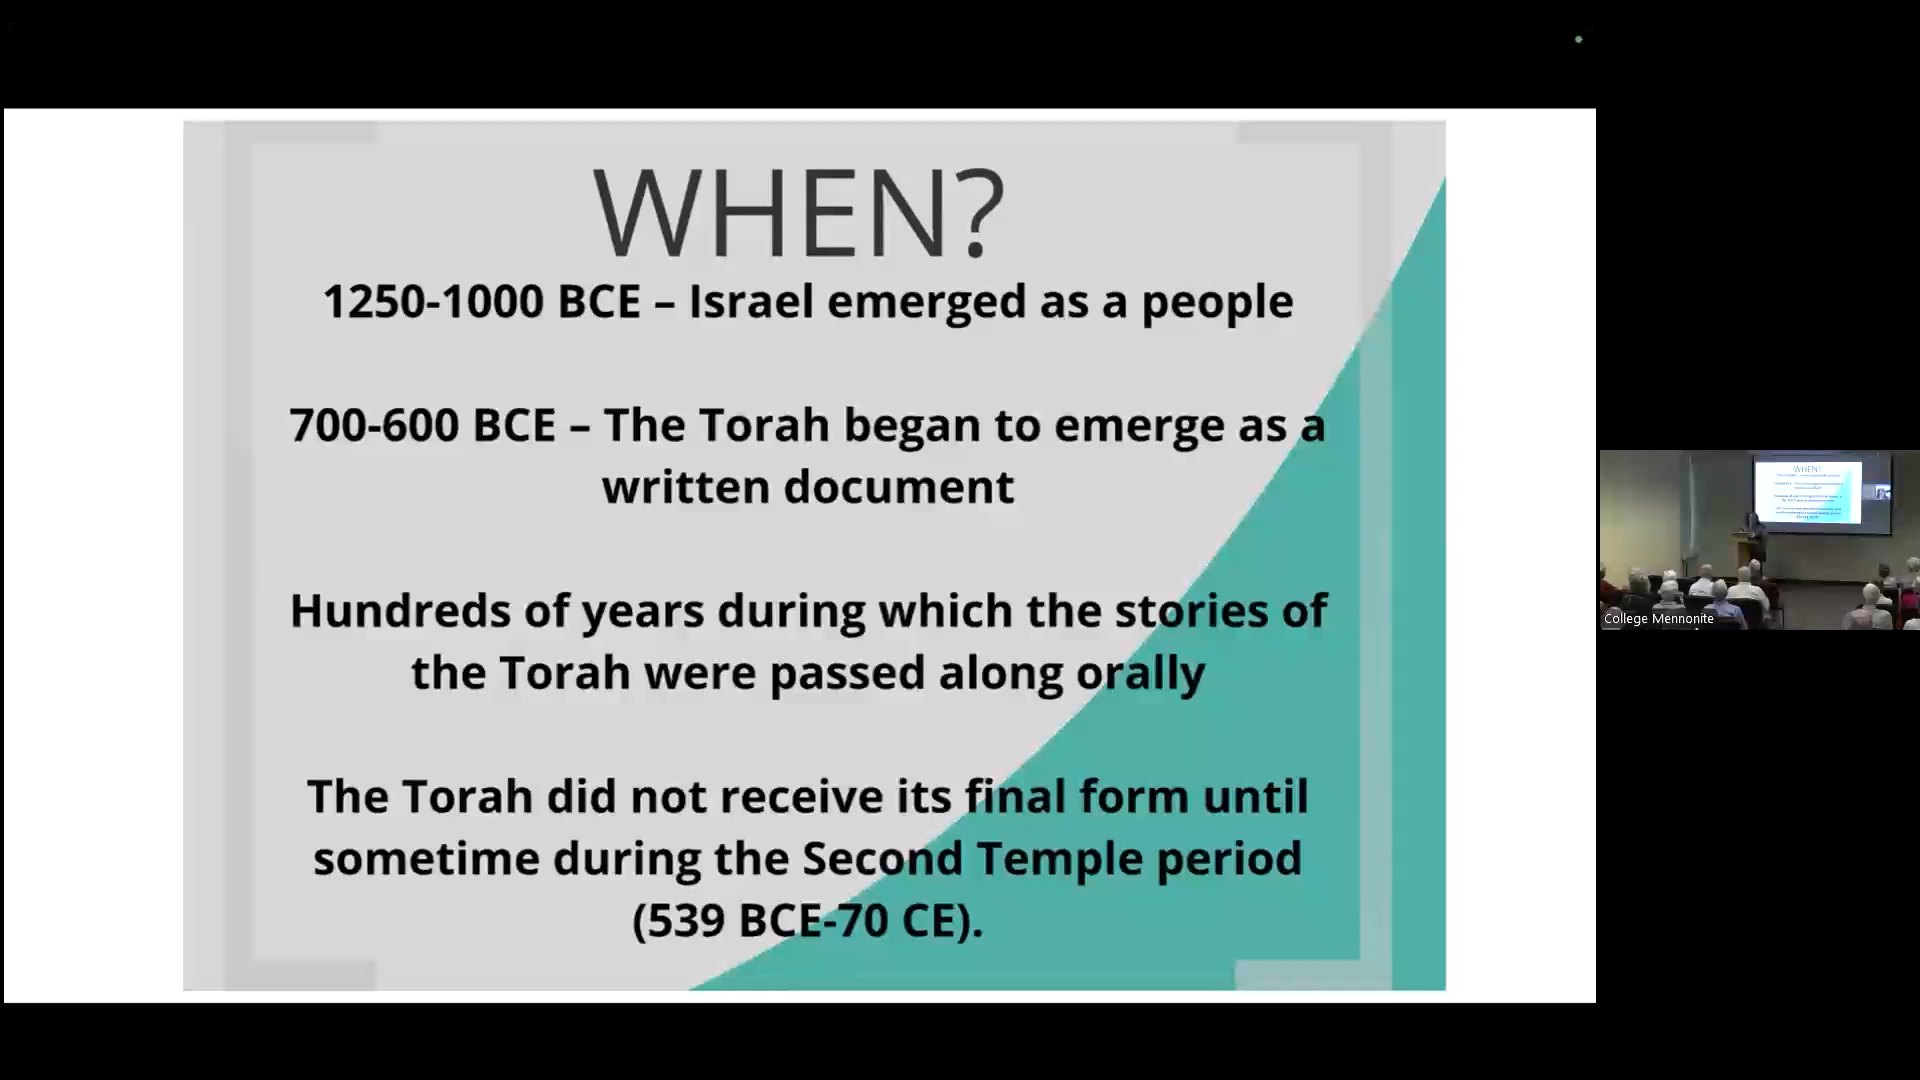 WHEN?
1250-1000 BCE – Israel emerged as a people
700-600 BCE – The Torah began to emerge as a
written document
Hundreds of years during which the stories of
the Torah were passed along orally
The Torah did not receive its final form until
sometime during the Second Temple period
(539 BCE-70 CE).
WHEN?
College Mennonite